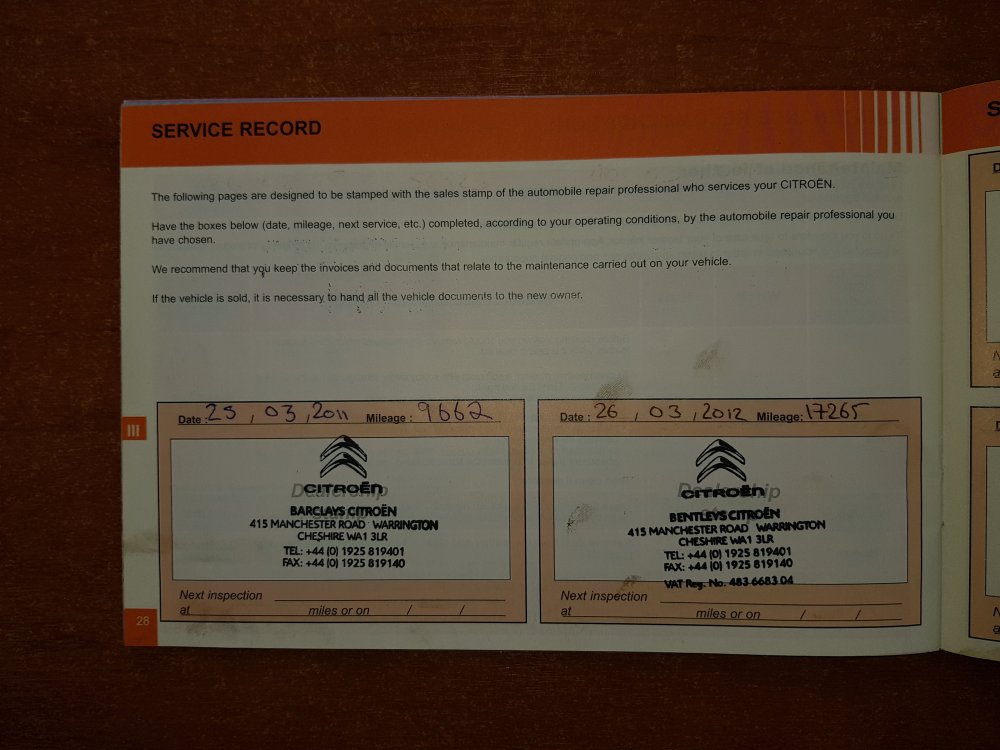 SERVICE RECORD
The following pages are designed to be stamped with the sales stamp of the automobile repair professional who services your CITROËN.
Have the boxes below (date, mileage, next service, etc.) completed, according to your operating conditions, by the automobile repair professional you
have chosen.
We recommend that you keep the invoices and documents that relate to the maintenance carried out on your vehicle.
If the vehicle is sold, it is necessary to hand all the vehicle documents to the new owner.
III
Date : 25 , 03 , 2011 Mileage : 9662
CITROËN
Dealership
BARCLAYS CITROËN
415 MANCHESTER ROAD WARRINGTON
CHESHIRE WA1 3LR
TEL: +44 (0) 1925 819401
FAX: +44 (0) 1925 819140
Next inspection
at miles or on / /
Date : 26 , 03 , 2012 Mileage: 17265
CITROËN
Dealership
BENTLEYS CITROËN
415 MANCHESTER ROAD WARRINGTON
CHESHIRE WA1 3LR
TEL: +44 (0) 1925 819401
FAX: +44 (0) 1925 819140
VAT Reg. No. 483 6683 04
Next inspection
at miles or on / /
28